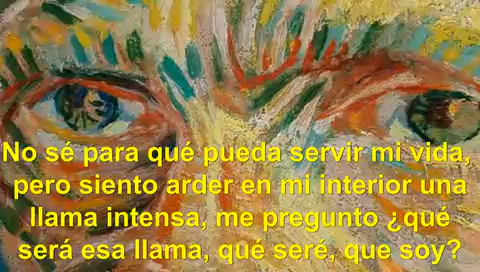 No sé para qué pueda servir mi vida,
pero siento arder en mi interior una
llama intensa, me pregunto ¿qué
será esa llama, qué seré, que soy?